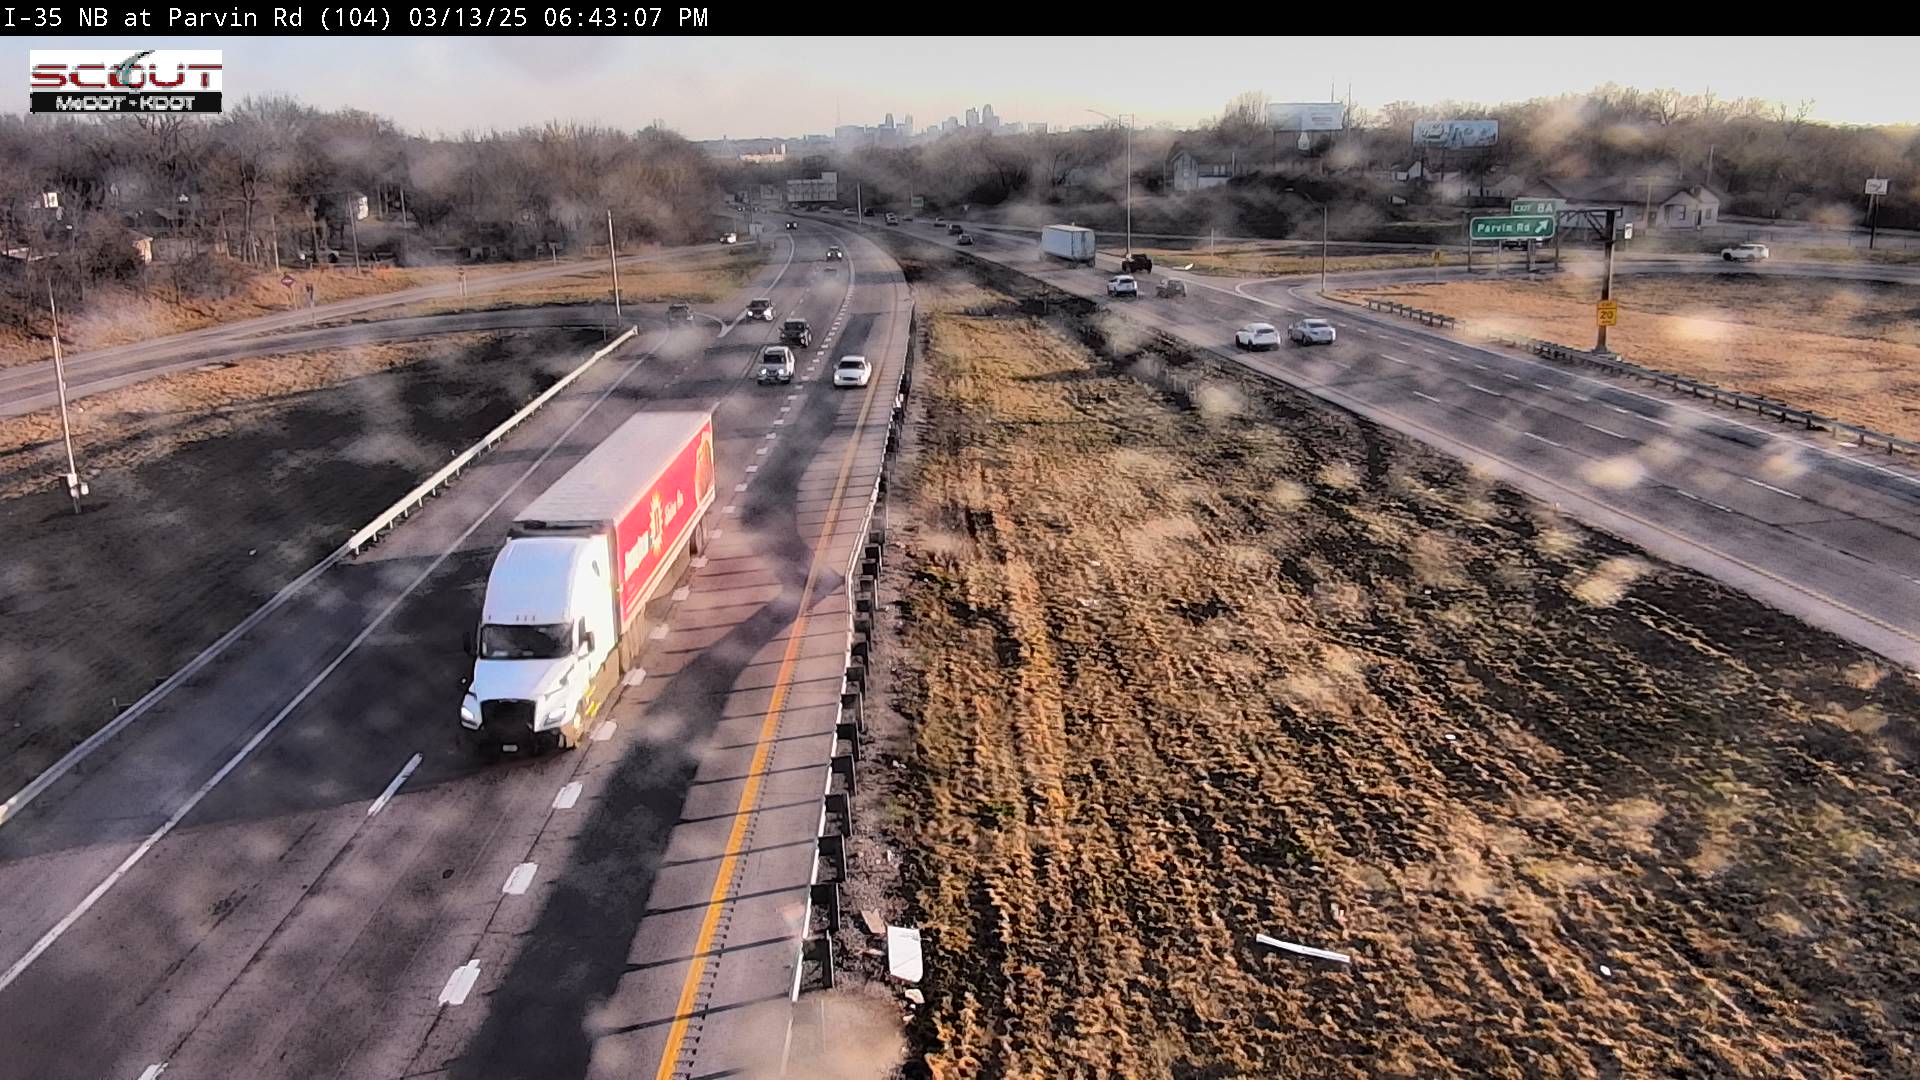 I-35 NB at Parvin Rd (104) 03/13/25 06:43:07 PM
SCOUT
MoDOT - KDOT
EXIT 8A
Parvin Rd
20